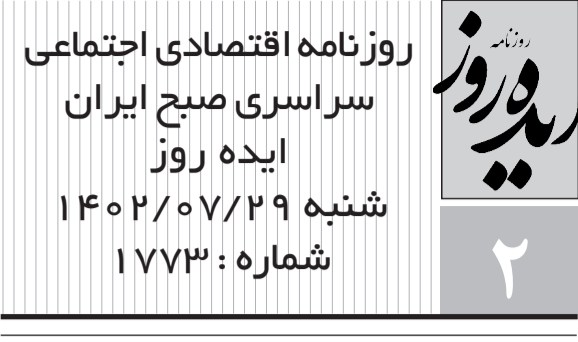 روزنامه
ایده روز
۲
روزنامه اقتصادی اجتماعی
سراسری صبح ایران
ایده روز
شنبه ۱۴۰۲/۰۷/۲۹
شماره : ۱۷۷۳